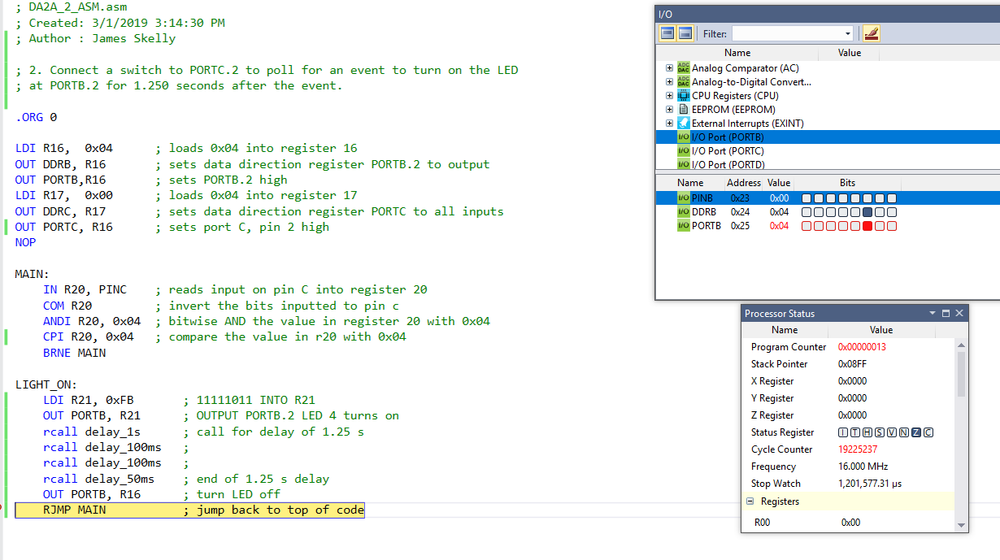 ; DA2A_2_ASM.asm
; Created: 3/1/2019 3:14:30 PM
; Author : James Skelly
; 2. Connect a switch to PORTC.2 to poll for an event to turn on the LED
; at PORTB.2 for 1.250 seconds after the event.
.ORG 0
LDI R16,  0x04      ; loads 0x04 into register 16
OUT DDRB, R16       ; sets data direction register PORTB.2 to output
OUT PORTB,R16       ; sets PORTB.2 high
LDI R17,  0x00      ; loads 0x04 into register 17
OUT DDRC, R17       ; sets data direction register PORTC to all inputs
OUT PORTC, R16      ; sets port C, pin 2 high
NOP
MAIN:
    IN R20, PINC    ; reads input on pin C into register 20
    COM R20         ; invert the bits inputted to pin c
    ANDI R20, 0x04  ; bitwise AND the value in register 20 with 0x04
    CPI R20, 0x04   ; compare the value in r20 with 0x04
    BRNE MAIN
LIGHT_ON:
    LDI R21, 0xFB       ; 11111011 INTO R21
    OUT PORTB, R21      ; OUTPUT PORTB.2 LED 4 turns on
    rcall delay_1s      ; call for delay of 1.25 s
    rcall delay_100ms   ;
    rcall delay_100ms   ;
    rcall delay_50ms    ; end of 1.25 s delay
    OUT PORTB, R16      ; turn LED off
    RJMP MAIN           ; jump back to top of code
I/O
Filter:
Name Value
ADC DAC Analog Comparator (AC)
ADC DAC Analog-to-Digital Convert...
CPU Registers (CPU)
EEPROM (EEPROM)
External Interrupts (EXINT)
I/O I/O Port (PORTB)
I/O I/O Port (PORTC)
I/O I/O Port (PORTD)
Name Address Value Bits
I/O PINB 0x23 0x00
I/O DDRB 0x24 0x04
I/O PORTB 0x25 0x04
Processor Status
Name Value
Program Counter 0x00000013
Stack Pointer 0x08FF
X Register 0x0000
Y Register 0x0000
Z Register 0x0000
Status Register I T H S V N Z C
Cycle Counter 19225237
Frequency 16.000 MHz
Stop Watch 1,201,577.31 µs
Registers
R00 0x00